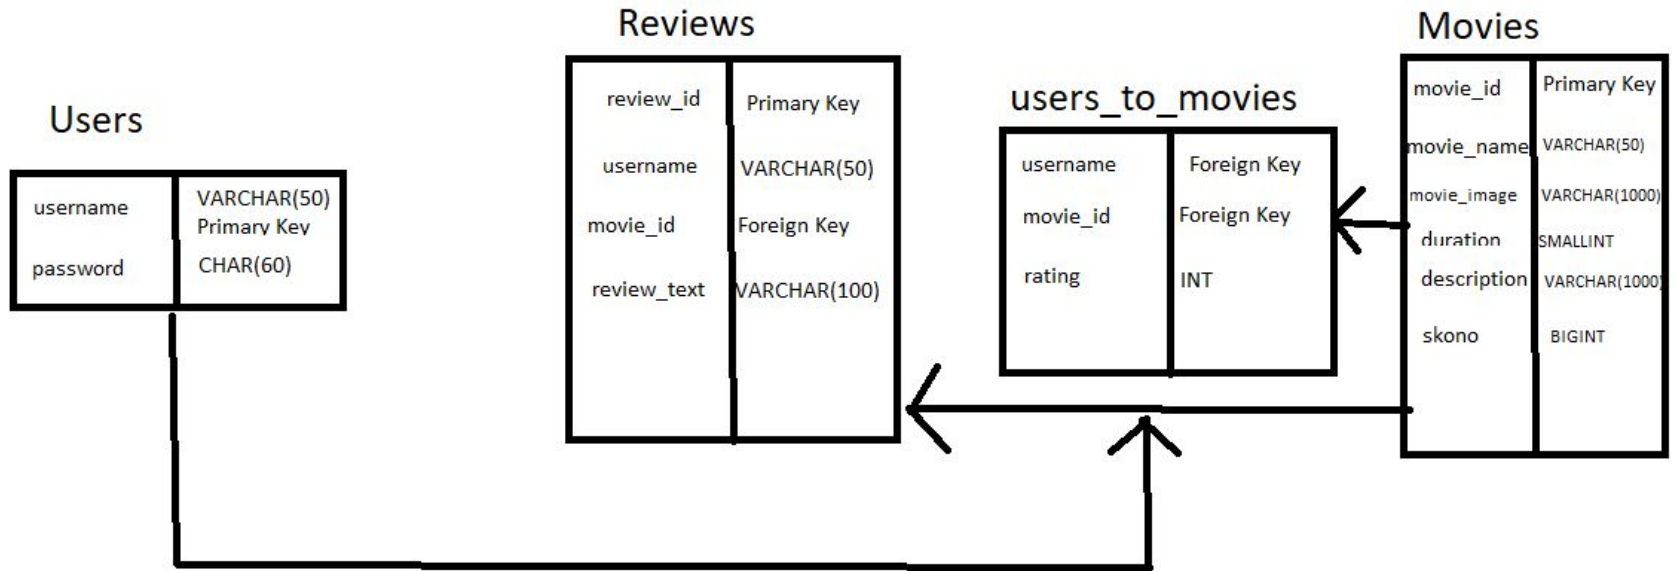 Users
username VARCHAR(50)
Primary Key
password CHAR(60)
Reviews
review_id Primary Key
username VARCHAR(50)
movie_id Foreign Key
review_text VARCHAR(100)
users_to_movies
username Foreign Key
movie_id Foreign Key
rating INT
Movies
movie_id Primary Key
movie_name VARCHAR(50)
movie_image VARCHAR(1000)
duration SMALLINT
description VARCHAR(1000)
skono BIGINT